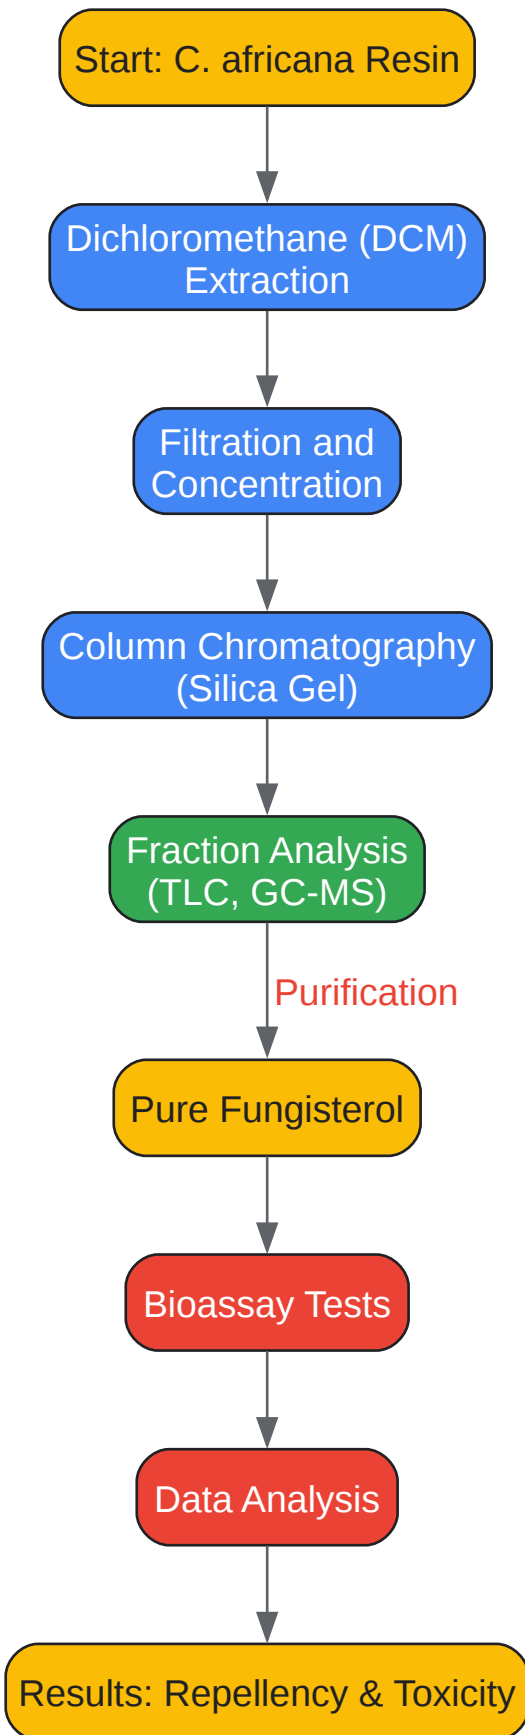 Start: C. africana Resin
Dichloromethane (DCM)
Extraction
Filtration and
Concentration
Column Chromatography
(Silica Gel)
Fraction Analysis
(TLC, GC-MS)
Purification
Pure Fungisterol
Bioassay Tests
Data Analysis
Results: Repellency & Toxicity